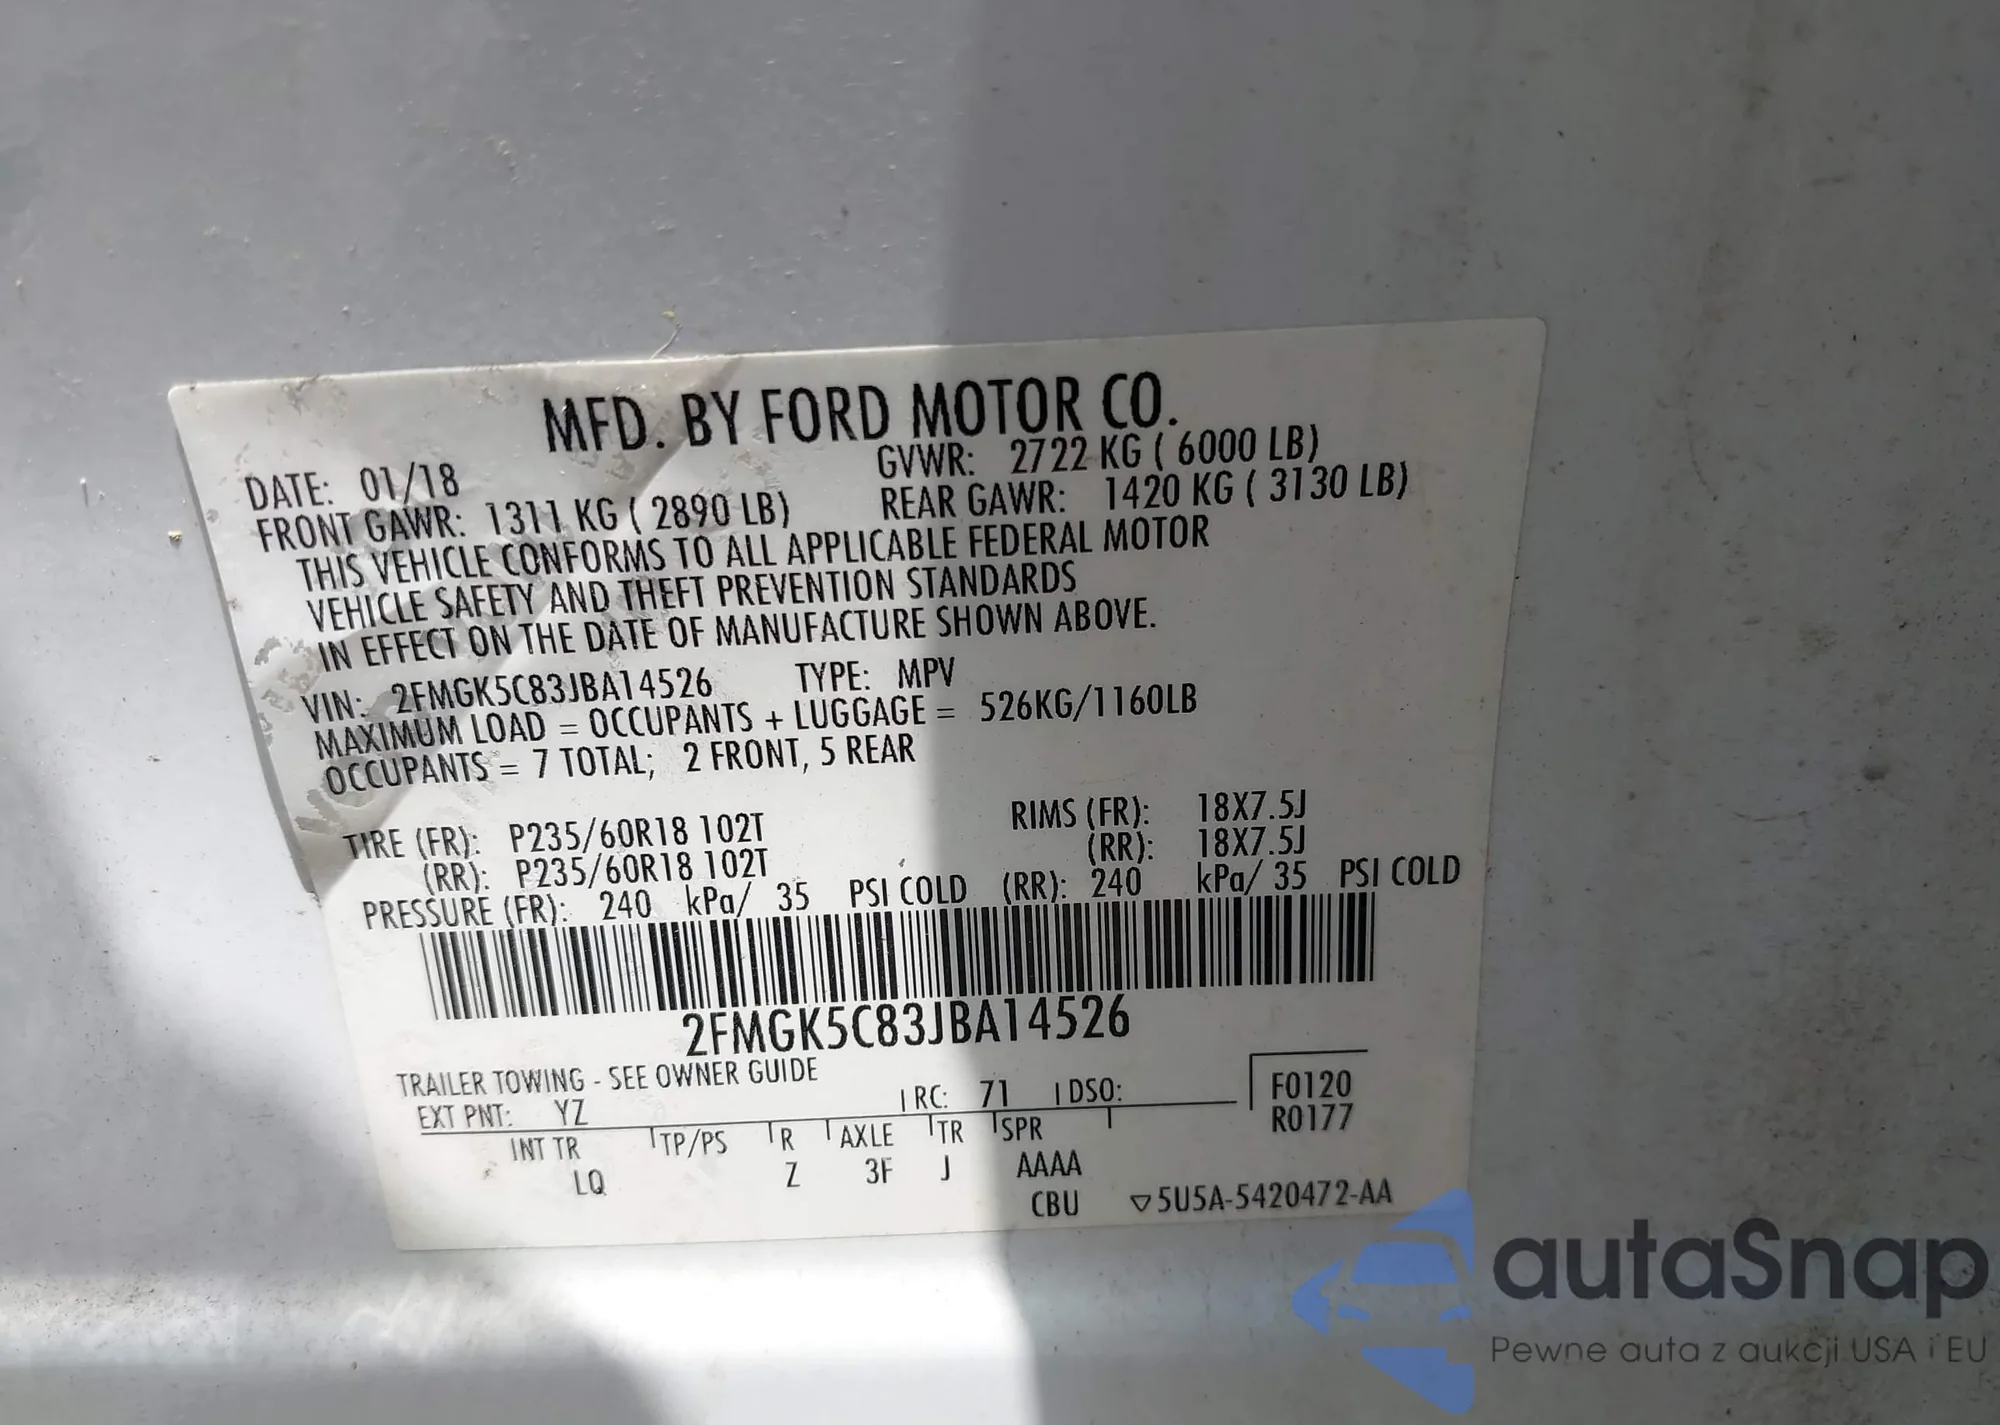 MFD. BY FORD MOTOR CO.
DATE: 01/18 GVWR: 2722 KG ( 6000 LB)
FRONT GAWR: 1311 KG ( 2890 LB) REAR GAWR: 1420 KG ( 3130 LB)
THIS VEHICLE CONFORMS TO ALL APPLICABLE FEDERAL MOTOR
VEHICLE SAFETY AND THEFT PREVENTION STANDARDS
IN EFFECT ON THE DATE OF MANUFACTURE SHOWN ABOVE.
VIN: 2FMGK5C83JBA14526 TYPE: MPV
MAXIMUM LOAD = OCCUPANTS + LUGGAGE = 526KG/1160LB
OCCUPANTS = 7 TOTAL; 2 FRONT, 5 REAR
TIRE (FR): P235/60R18 102T RIMS (FR): 18X7.5J
(RR): P235/60R18 102T (RR): 18X7.5J
PRESSURE (FR): 240 kPa/ 35 PSI COLD (RR): 240 kPa/ 35 PSI COLD
2FMGK5C83JBA14526
TRAILER TOWING - SEE OWNER GUIDE
EXT PNT: YZ RC: 71 DSO: F0120
R0177
INT TR TP/PS R AXLE TR SPR
LQ Z 3F J AAAA
CBU ▽5U5A-5420472-AA
autaSnap
Pewne auta z aukcji USA i EU